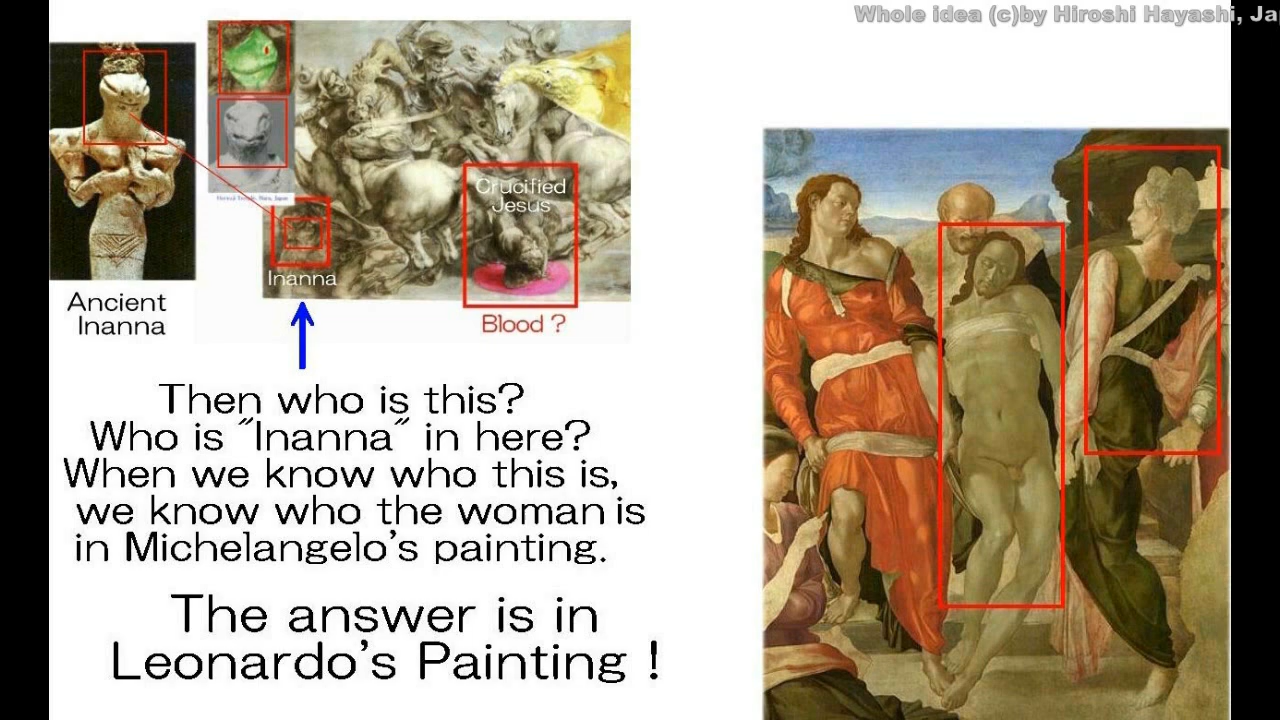 Whole idea (c)by Hiroshi Hayashi, Ja
Crucified
Jesus
Inanna
Ancient
Inanna
Blood ?
Then who is this?
Who is "Inanna" in here?
When we know who this is,
we know who the woman is
in Michelangelo's painting.
The answer is in
Leonardo's Painting !